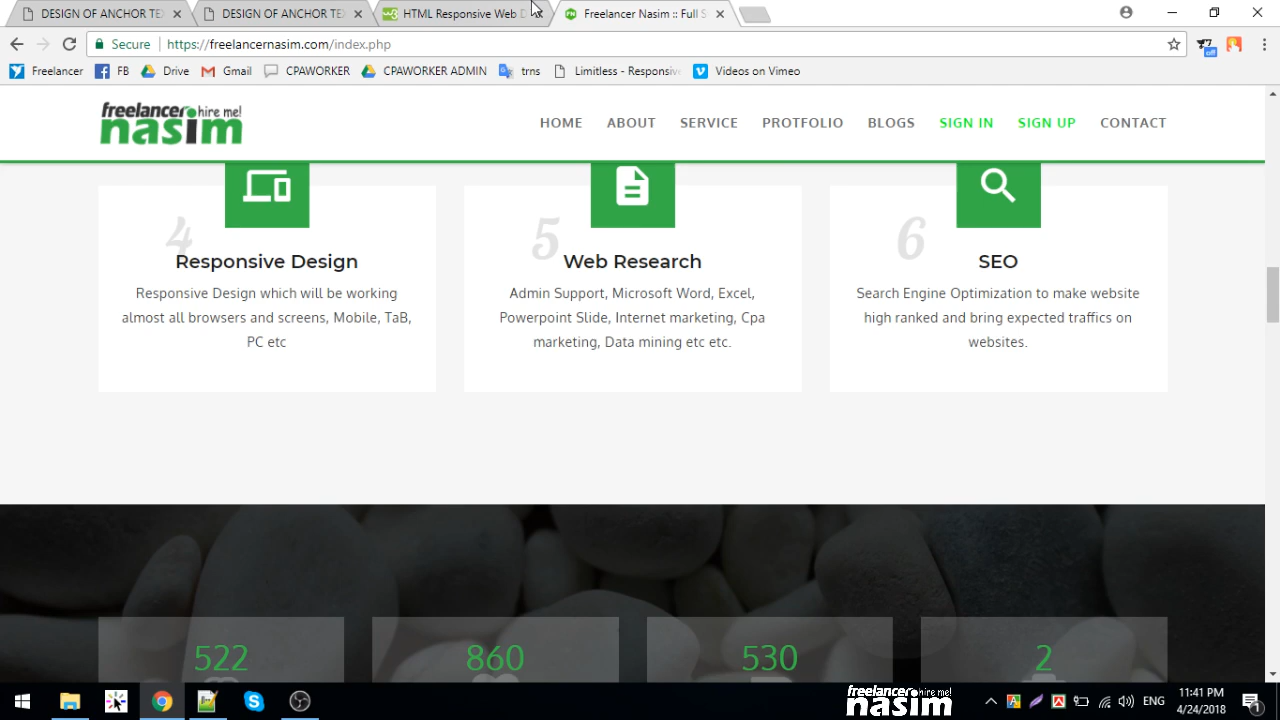 DESIGN OF ANCHOR TE
DESIGN OF ANCHOR TE
HTML Responsive Web D
Freelancer Nasim :: Full S
Secure
https://freelancernasim.com/index.php
off
Freelancer
FB
Drive
Gmail
CPAWORKER
CPAWORKER ADMIN
trns
Limitless - Responsive
Videos on Vimeo
freelancer hire me!
nasim
HOME
ABOUT
SERVICE
PROTFOLIO
BLOGS
SIGN IN
SIGN UP
CONTACT
4
Responsive Design
Responsive Design which will be working
almost all browsers and screens, Mobile, TaB,
PC etc
5
Web Research
Admin Support, Microsoft Word, Excel,
Powerpoint Slide, Internet marketing, Cpa
marketing, Data mining etc etc.
6
SEO
Search Engine Optimization to make website
high ranked and bring expected traffics on
websites.
522
860
530
2
freelancer hire me!
nasim
ENG
11:41 PM
4/24/2018
1